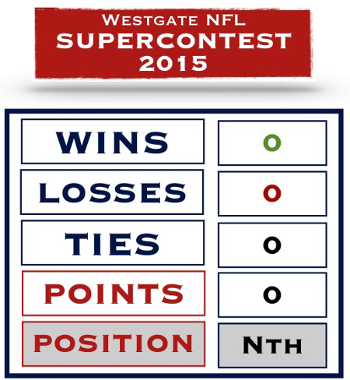 Westgate NFL
SUPERCONTEST
2015
WINS 0
LOSSES 0
TIES 0
POINTS 0
POSITION Nth